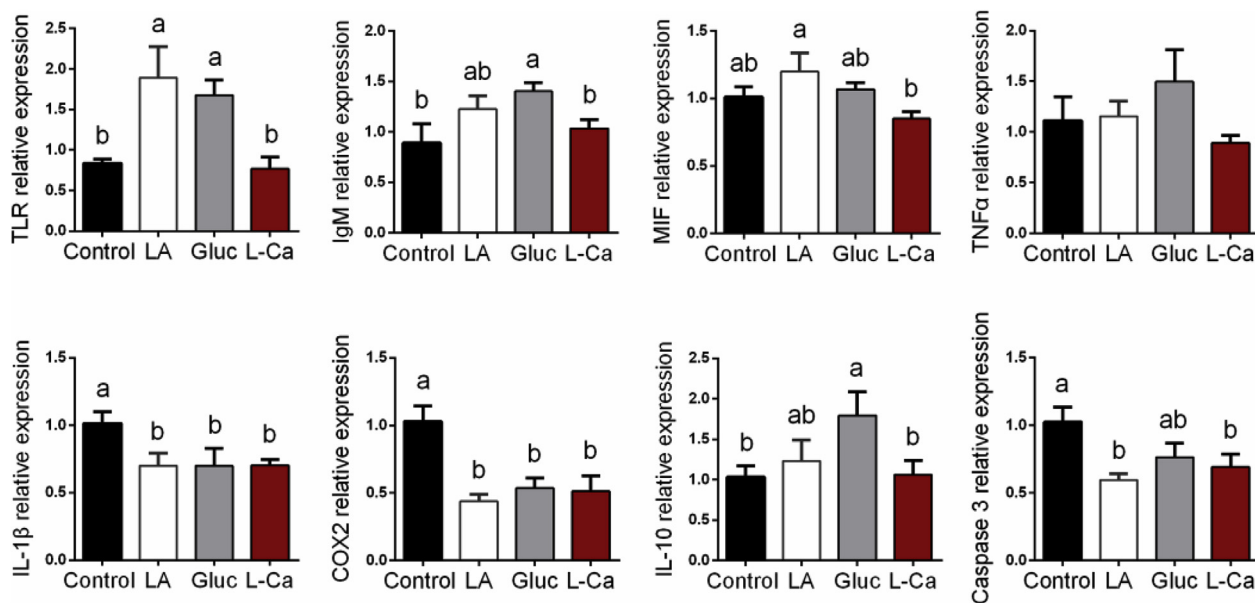 TLR relative expression
2.5
2.0
1.5
1.0
0.5
0.0
b
a
a
b
Control LA Gluc L-Ca
IgM relative expression
2.0
1.5
1.0
0.5
0.0
b
ab
a
b
Control LA Gluc L-Ca
MIF relative expression
1.5
1.0
0.5
0.0
ab
a
ab
b
Control LA Gluc L-Ca
TNFα relative expression
2.0
1.5
1.0
0.5
0.0
Control LA Gluc L-Ca
IL-1β relative expression
1.5
1.0
0.5
0.0
a
b
b
b
Control LA Gluc L-Ca
COX2 relative expression
1.5
1.0
0.5
0.0
a
b
b
b
Control LA Gluc L-Ca
IL-10 relative expression
2.5
2.0
1.5
1.0
0.5
0.0
b
ab
a
b
Control LA Gluc L-Ca
Caspase 3 relative expression
1.5
1.0
0.5
0.0
a
b
ab
b
Control LA Gluc L-Ca